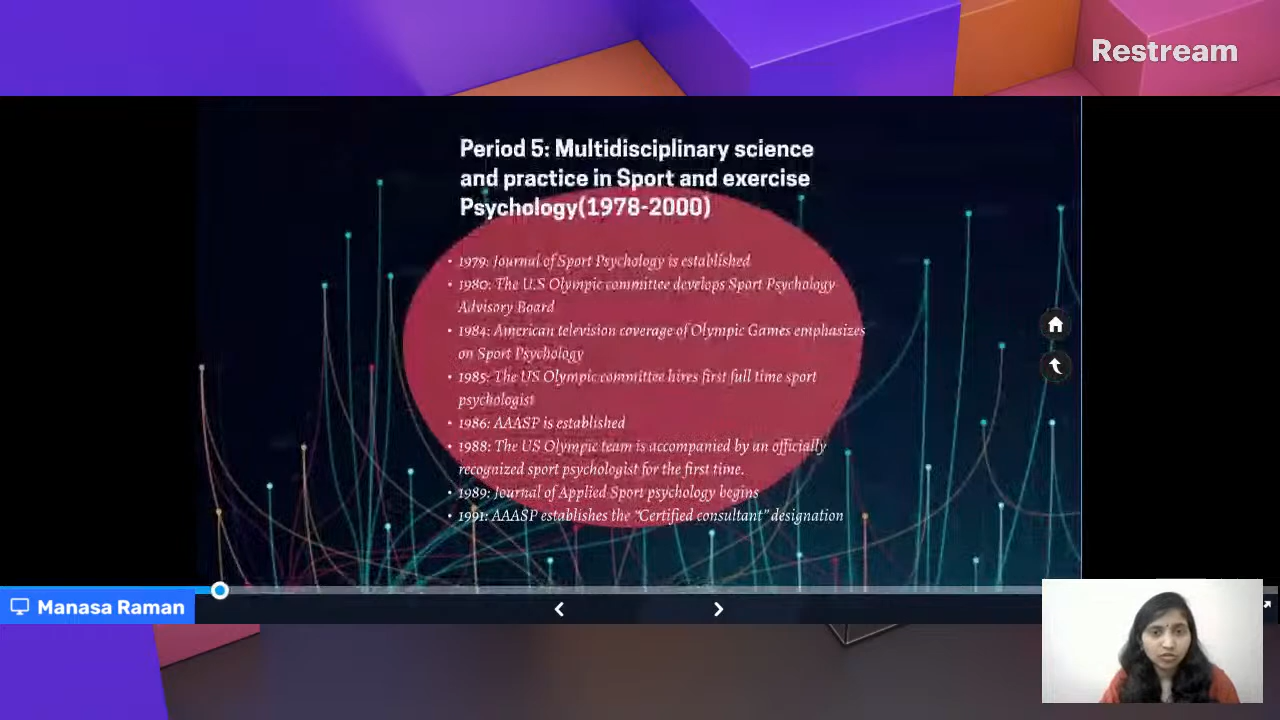 Restream
Period 5: Multidisciplinary science
and practice in Sport and exercise
Psychology(1978-2000)
• 1979: Journal of Sport Psychology is established
• 1980: The U.S Olympic committee develops Sport Psychology
Advisory Board
• 1984: American television coverage of Olympic Games emphasizes
on Sport Psychology
• 1985: The US Olympic committee hires first full time sport
psychologist
• 1986: AAASP is established
• 1988: The US Olympic team is accompanied by an officially
recognized sport psychologist for the first time.
• 1989: Journal of Applied Sport psychology begins
• 1991: AAASP establishes the "Certified consultant" designation
Manasa Raman